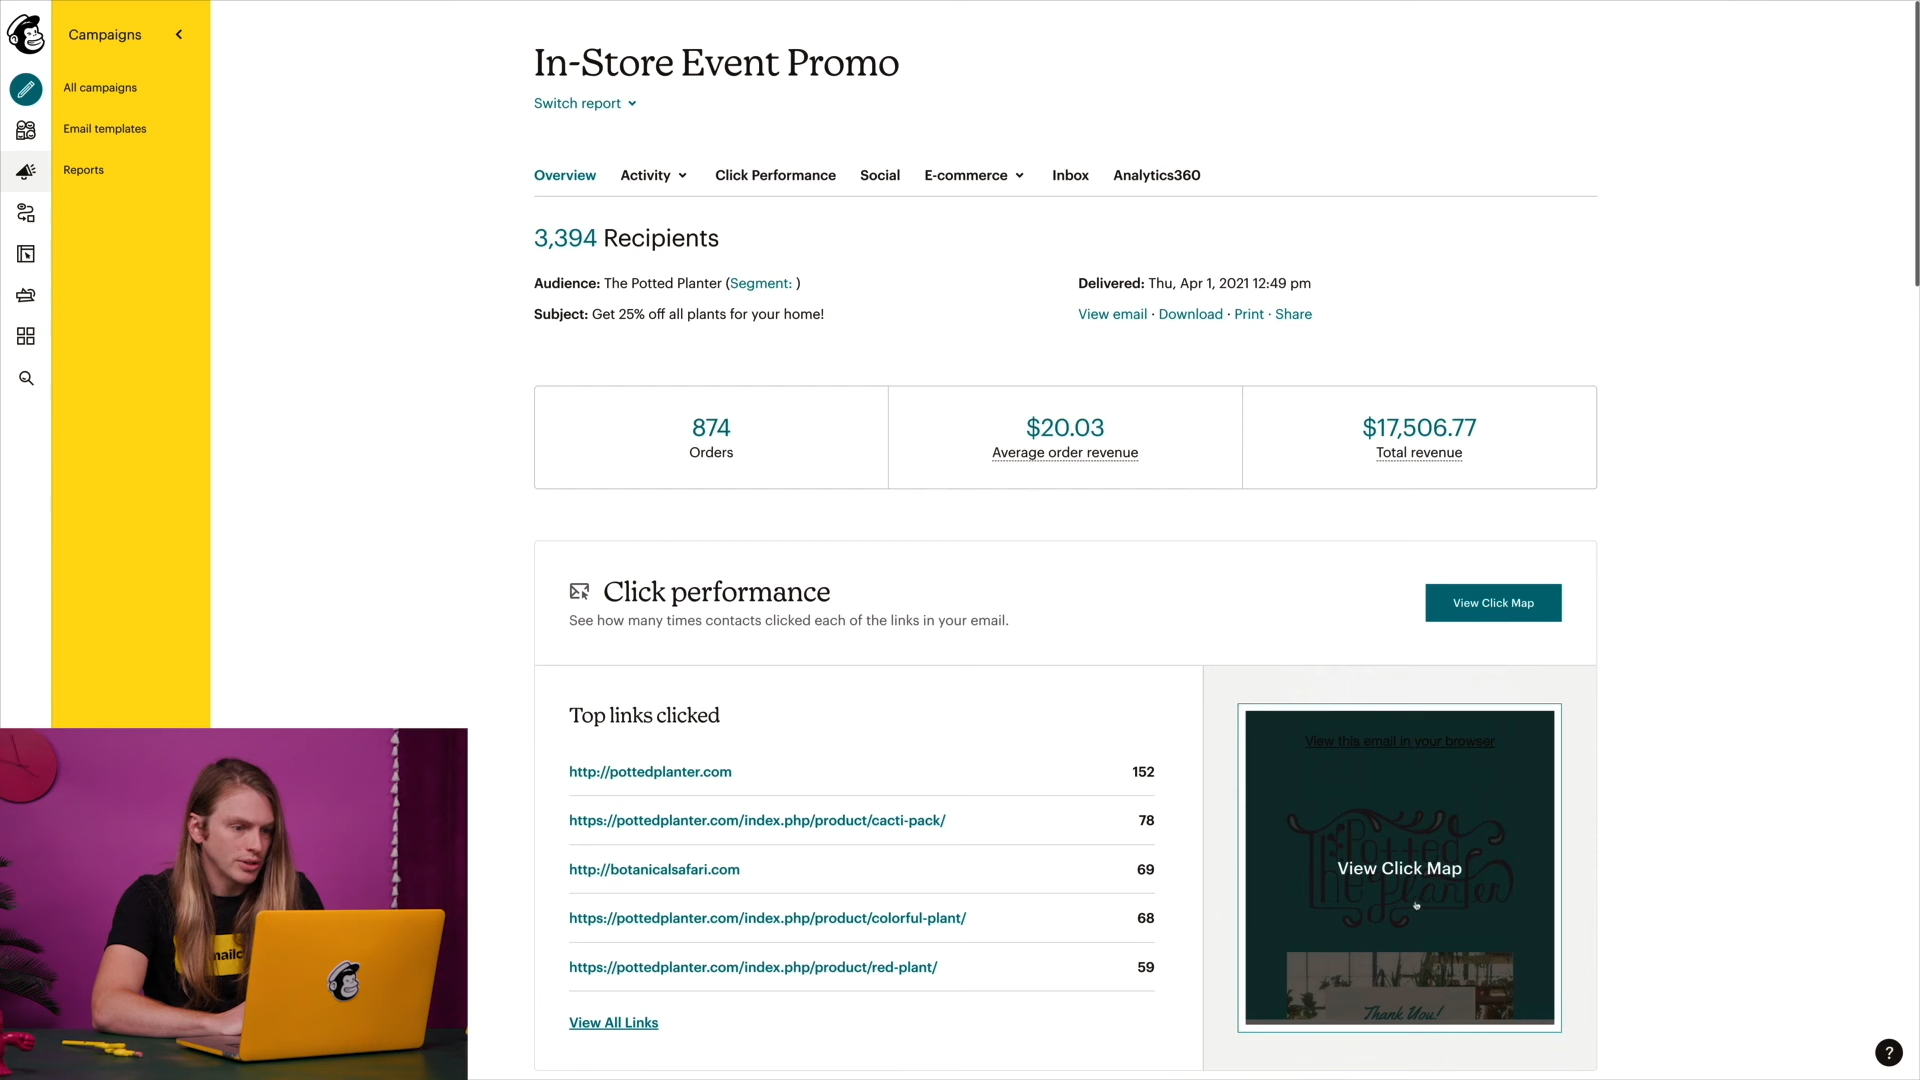 Campaigns
All campaigns
Email templates
Reports
In-Store Event Promo
Switch report
Overview Activity Click Performance Social E-commerce Inbox Analytics360
3,394 Recipients
Audience: The Potted Planter (Segment: )
Subject: Get 25% off all plants for your home!
Delivered: Thu, Apr 1, 2021 12:49 pm
View email · Download · Print · Share
874
Orders
$20.03
Average order revenue
$17,506.77
Total revenue
Click performance
See how many times contacts clicked each of the links in your email.
View Click Map
Top links clicked
http://pottedplanter.com 152
https://pottedplanter.com/index.php/product/cacti-pack/ 78
http://botanicalsafari.com 69
https://pottedplanter.com/index.php/product/colorful-plant/ 68
https://pottedplanter.com/index.php/product/red-plant/ 59
View All Links
View this email in your browser
The Potted Planter
View Click Map
Thank You!
mailc
?